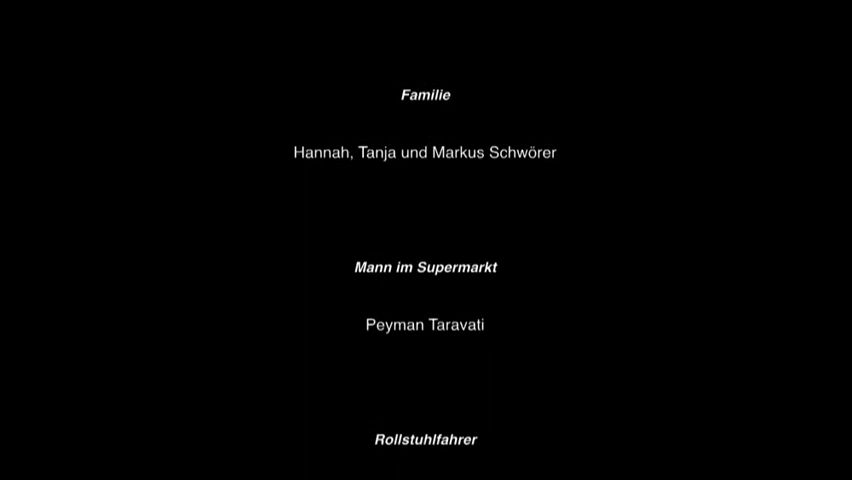 Familie
Hannah, Tanja und Markus Schwörer
Mann im Supermarkt
Peyman Taravati
Rollstuhlfahrer